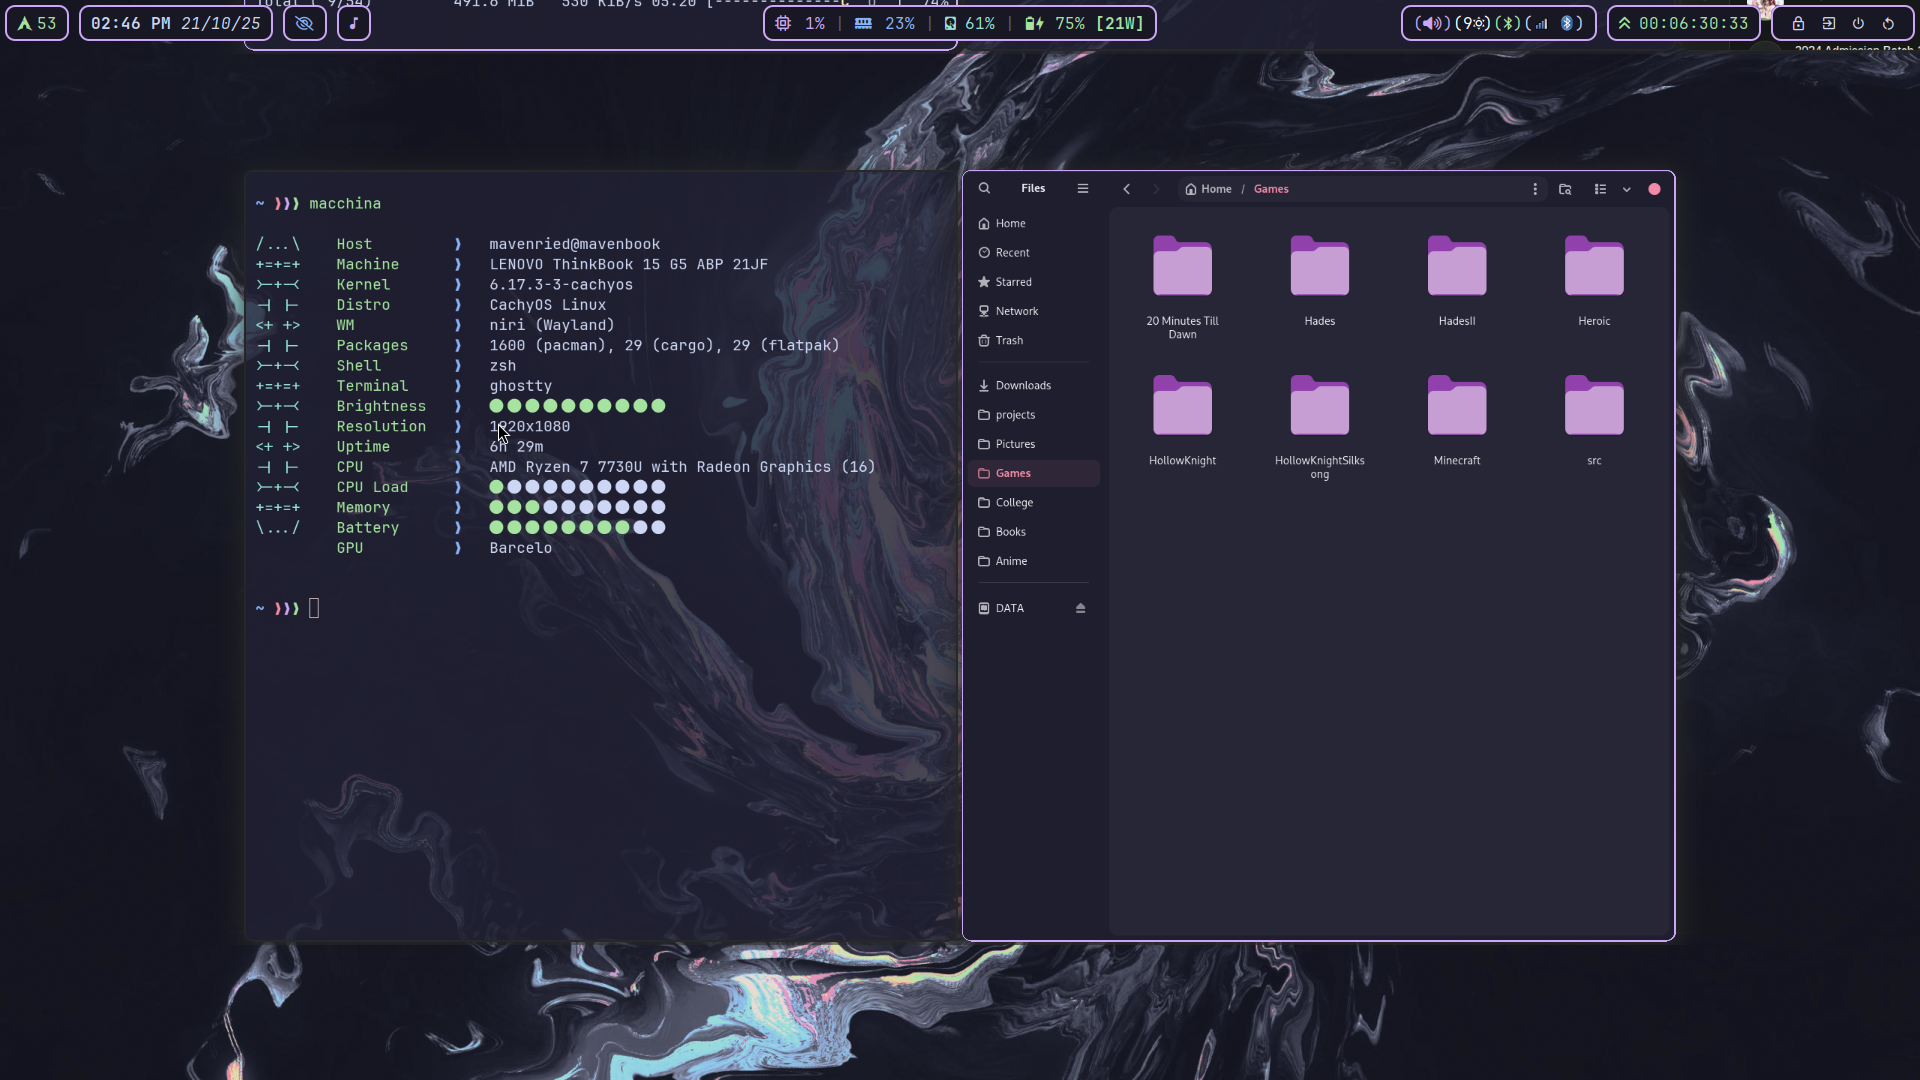 Total ( 9/54) 491.8 MiB 530 KiB/s 05:20 [--------------
74%
53
02:46 PM 21/10/25
1% | 23% | 61% | 75% [21W]
00:06:30:33
2024 Admission Batch
~ ❫❫❫ macchina
/...\ Host ❫ mavenried@mavenbook
+=+=+ Machine ❫ LENOVO ThinkBook 15 G5 ABP 21JF
>─+─< Kernel ❫ 6.17.3-3-cachyos
─┤ ├─ Distro ❫ CachyOS Linux
<+ +> WM ❫ niri (Wayland)
─┤ ├─ Packages ❫ 1600 (pacman), 29 (cargo), 29 (flatpak)
>─+─< Shell ❫ zsh
+=+=+ Terminal ❫ ghostty
>─+─< Brightness ❫
─┤ ├─ Resolution ❫ 1920x1080
<+ +> Uptime ❫ 6h 29m
─┤ ├─ CPU ❫ AMD Ryzen 7 7730U with Radeon Graphics (16)
>─+─< CPU Load ❫
+=+=+ Memory ❫
\.../ Battery ❫
GPU ❫ Barcelo
~ ❫❫❫
Files
Home / Games
Home
Recent
Starred
Network
Trash
Downloads
projects
Pictures
Games
College
Books
Anime
DATA
20 Minutes Till
Dawn
Hades
HadesII
Heroic
HollowKnight
HollowKnightSilks
ong
Minecraft
src